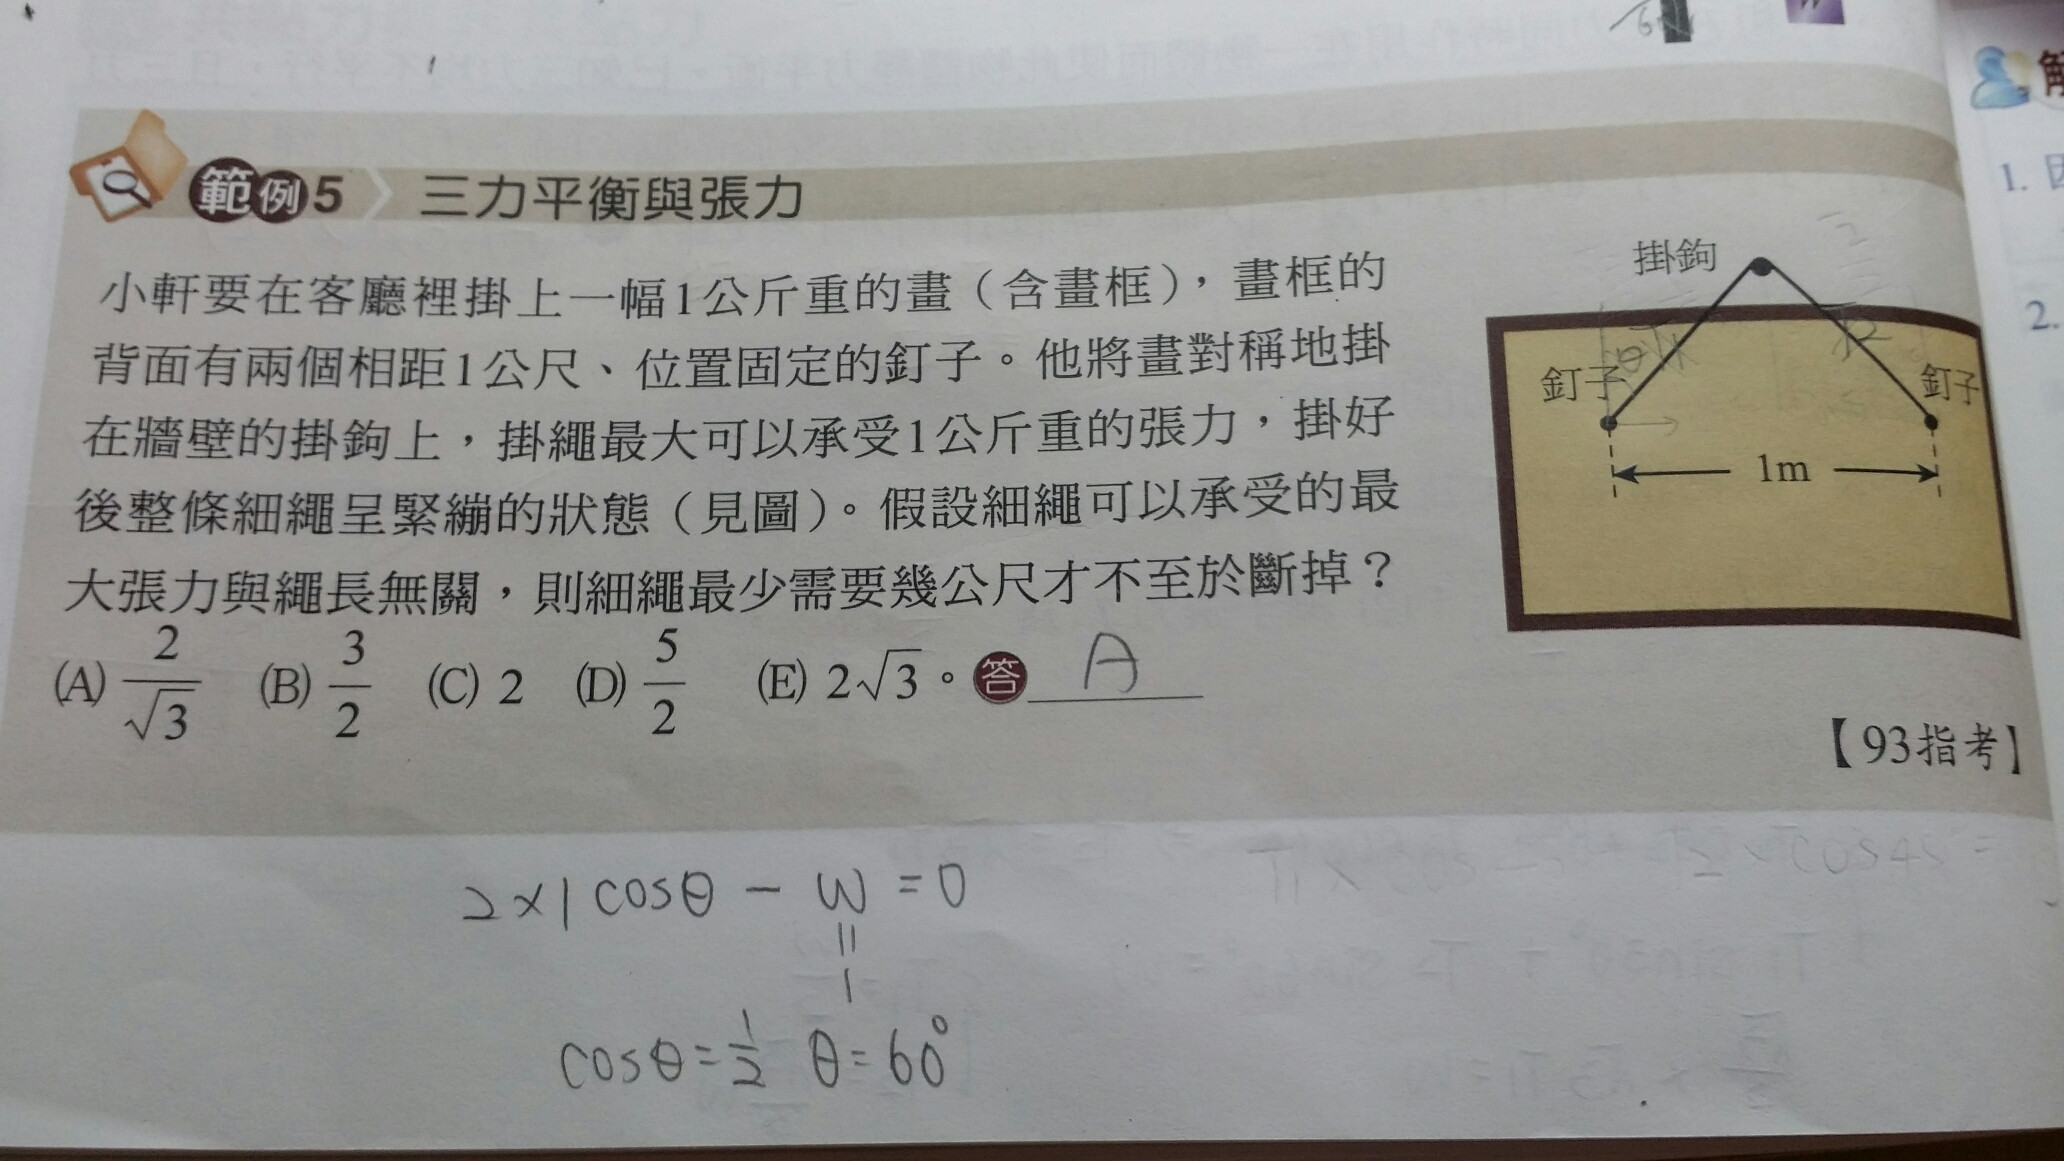 範例5 三力平衡與張力
小軒要在客廳裡掛上一幅1公斤重的畫（含畫框），畫框的
背面有兩個相距1公尺、位置固定的釘子。他將畫對稱地掛
在牆壁的掛鉤上，掛繩最大可以承受1公斤重的張力，掛好
後整條細繩呈緊繃的狀態（見圖）。假設細繩可以承受的最
大張力與繩長無關，則細繩最少需要幾公尺才不至於斷掉？
(A) 2/√3 (B) 3/2 (C) 2 (D) 5/2 (E) 2√3。答 A
【93指考】
掛鉤
釘子 θ 釘子
1m
2×1 cosθ - W = 0
=
1
cosθ = 1/2 θ = 60°
1.
2.